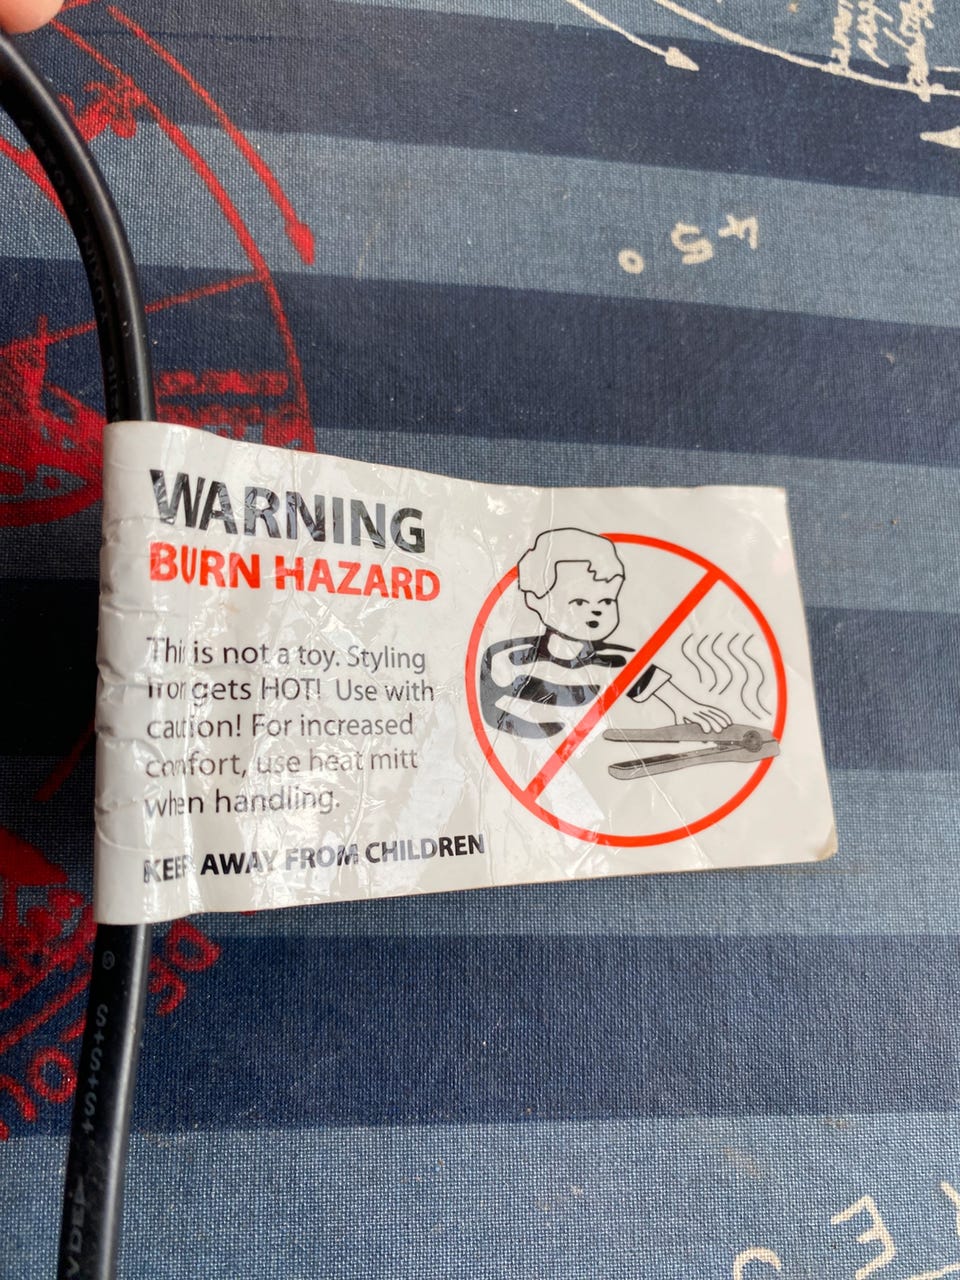 45°
WARNING
BURN HAZARD
This is not a toy. Styling
Iron gets HOT! Use with
caution! For increased
comfort, use heat mitt
when handling.
KEEP AWAY FROM CHILDREN